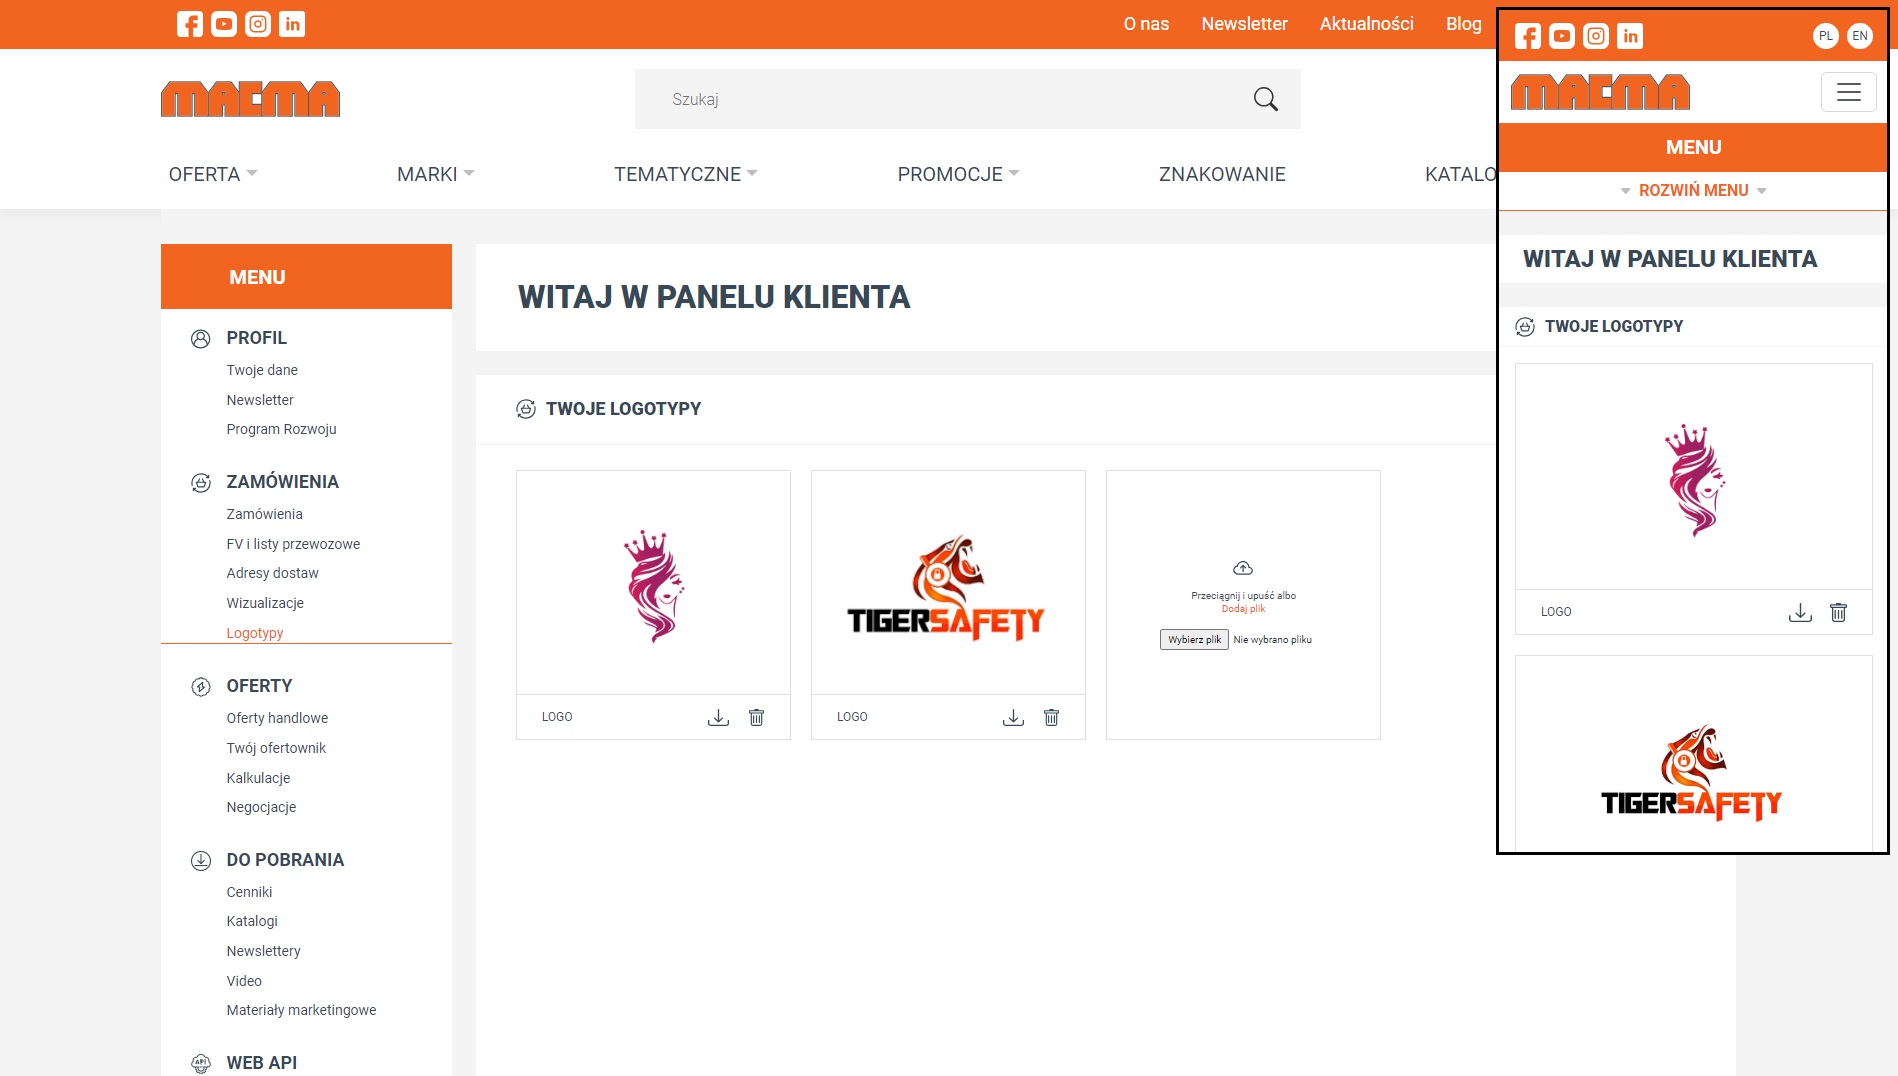 O nas
Newsletter
Aktualności
Blog
MACMA
Szukaj
OFERTA
MARKI
TEMATYCZNE
PROMOCJE
ZNAKOWANIE
KATALO
MENU
PROFIL
Twoje dane
Newsletter
Program Rozwoju
ZAMÓWIENIA
Zamówienia
FV i listy przewozowe
Adresy dostaw
Wizualizacje
Logotypy
OFERTY
Oferty handlowe
Twój ofertownik
Kalkulacje
Negocjacje
DO POBRANIA
Cenniki
Katalogi
Newslettery
Video
Materiały marketingowe
API
WEB API
WITAJ W PANELU KLIENTA
TWOJE LOGOTYPY
LOGO
TIGERSAFETY
LOGO
Przeciągnij i upuść albo
Dodaj plik
Wybierz plik Nie wybrano pliku
in
PL EN
MACMA
MENU
ROZWIŃ MENU
WITAJ W PANELU KLIENTA
TWOJE LOGOTYPY
LOGO
TIGERSAFETY